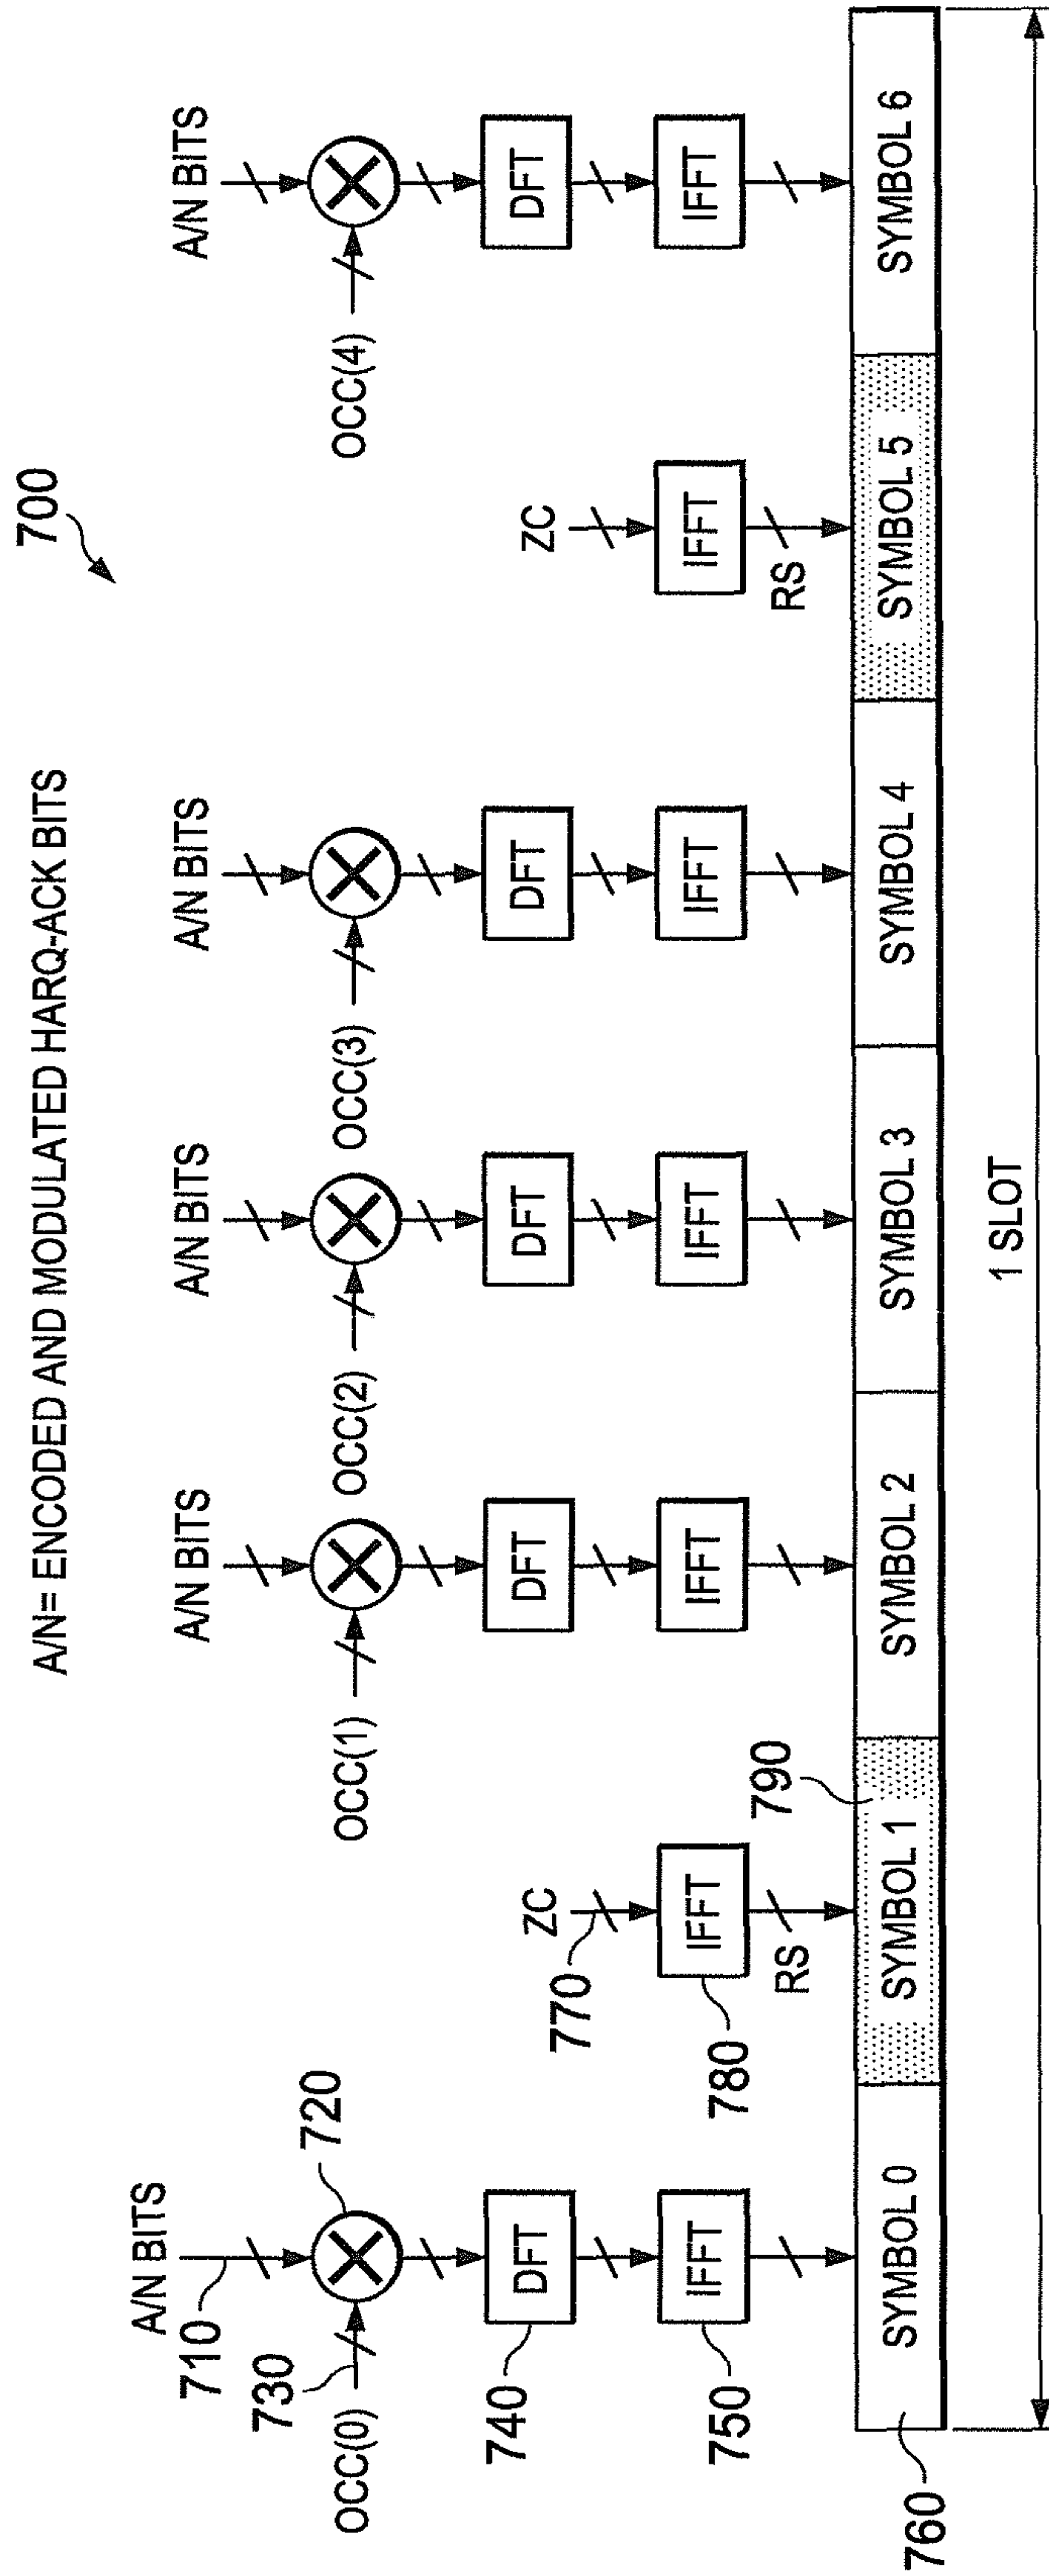 700
A/N= ENCODED AND MODULATED HARQ-ACK BITS
A/N BITS
A/N BITS
A/N BITS
A/N BITS
A/N BITS
710
720
730
OCC(0)
OCC(1)
OCC(2)
OCC(3)
OCC(4)
740
DFT
DFT
DFT
DFT
DFT
ZC
770
ZC
750
IFFT
IFFT
780
IFFT
IFFT
IFFT
IFFT
IFFT
RS
RS
790
760
SYMBOL 0
SYMBOL 1
SYMBOL 2
SYMBOL 3
SYMBOL 4
SYMBOL 5
SYMBOL 6
1 SLOT